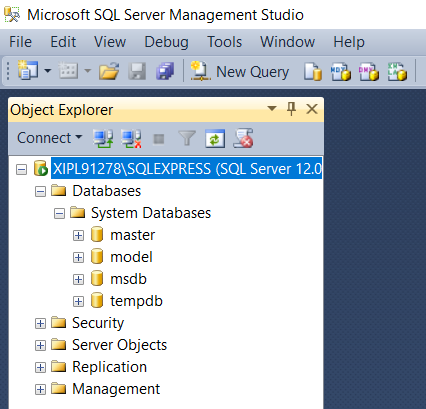 Microsoft SQL Server Management Studio
File Edit View Debug Tools Window Help
New Query
Object Explorer
Connect
XIPL91278\SQLEXPRESS (SQL Server 12.0
Databases
System Databases
master
model
msdb
tempdb
Security
Server Objects
Replication
Management